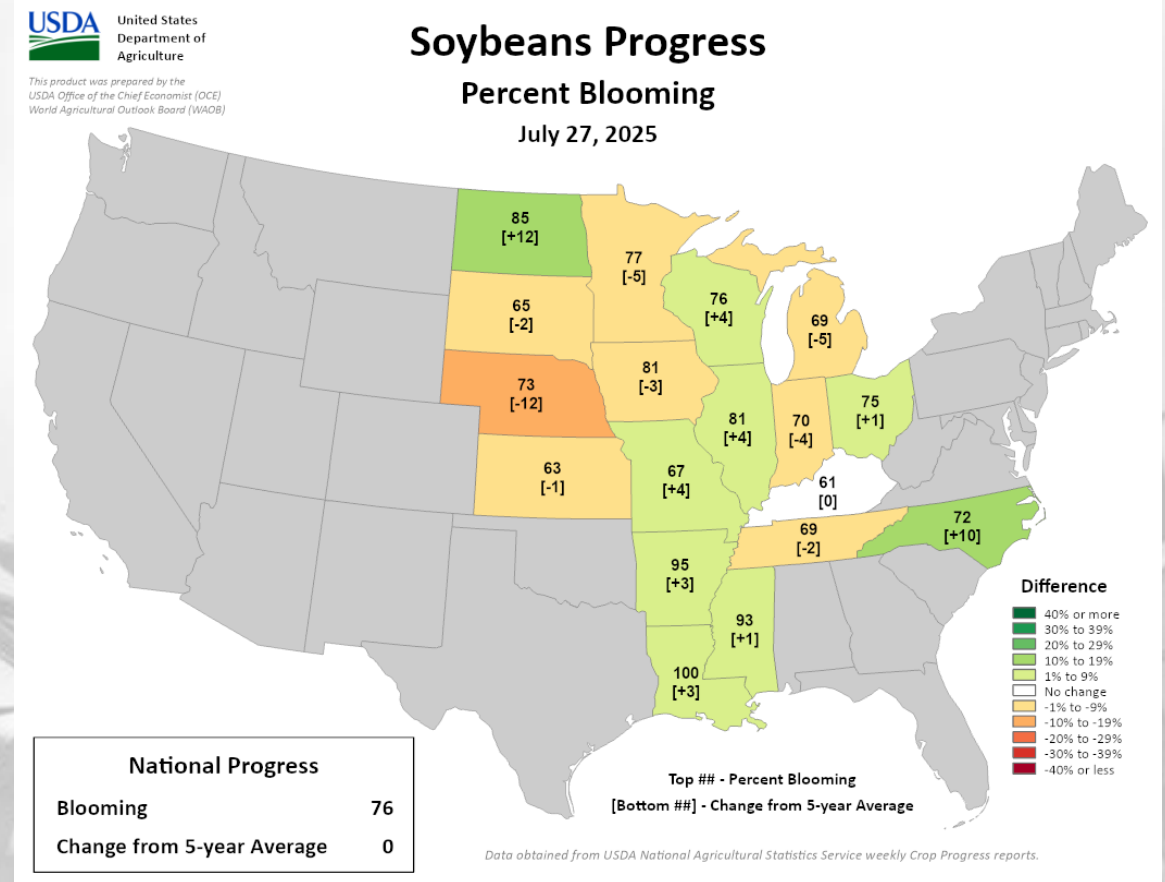 USDA
United States
Department of
Agriculture
This product was prepared by the
USDA Office of the Chief Economist (OCE)
World Agricultural Outlook Board (WAOB)
Soybeans Progress
Percent Blooming
July 27, 2025
85
[+12]
77
[-5]
65
[-2]
76
[+4]
69
[-5]
73
[-12]
81
[-3]
81
[+4]
70
[-4]
75
[+1]
63
[-1]
67
[+4]
61
[0]
69
[-2]
72
[+10]
95
[+3]
93
[+1]
100
[+3]
Difference
40% or more
30% to 39%
20% to 29%
10% to 19%
1% to 9%
No change
-1% to -9%
-10% to -19%
-20% to -29%
-30% to -39%
-40% or less
National Progress
Blooming 76
Change from 5-year Average 0
Top ## - Percent Blooming
[Bottom ##] - Change from 5-year Average
Data obtained from USDA National Agricultural Statistics Service weekly Crop Progress reports.